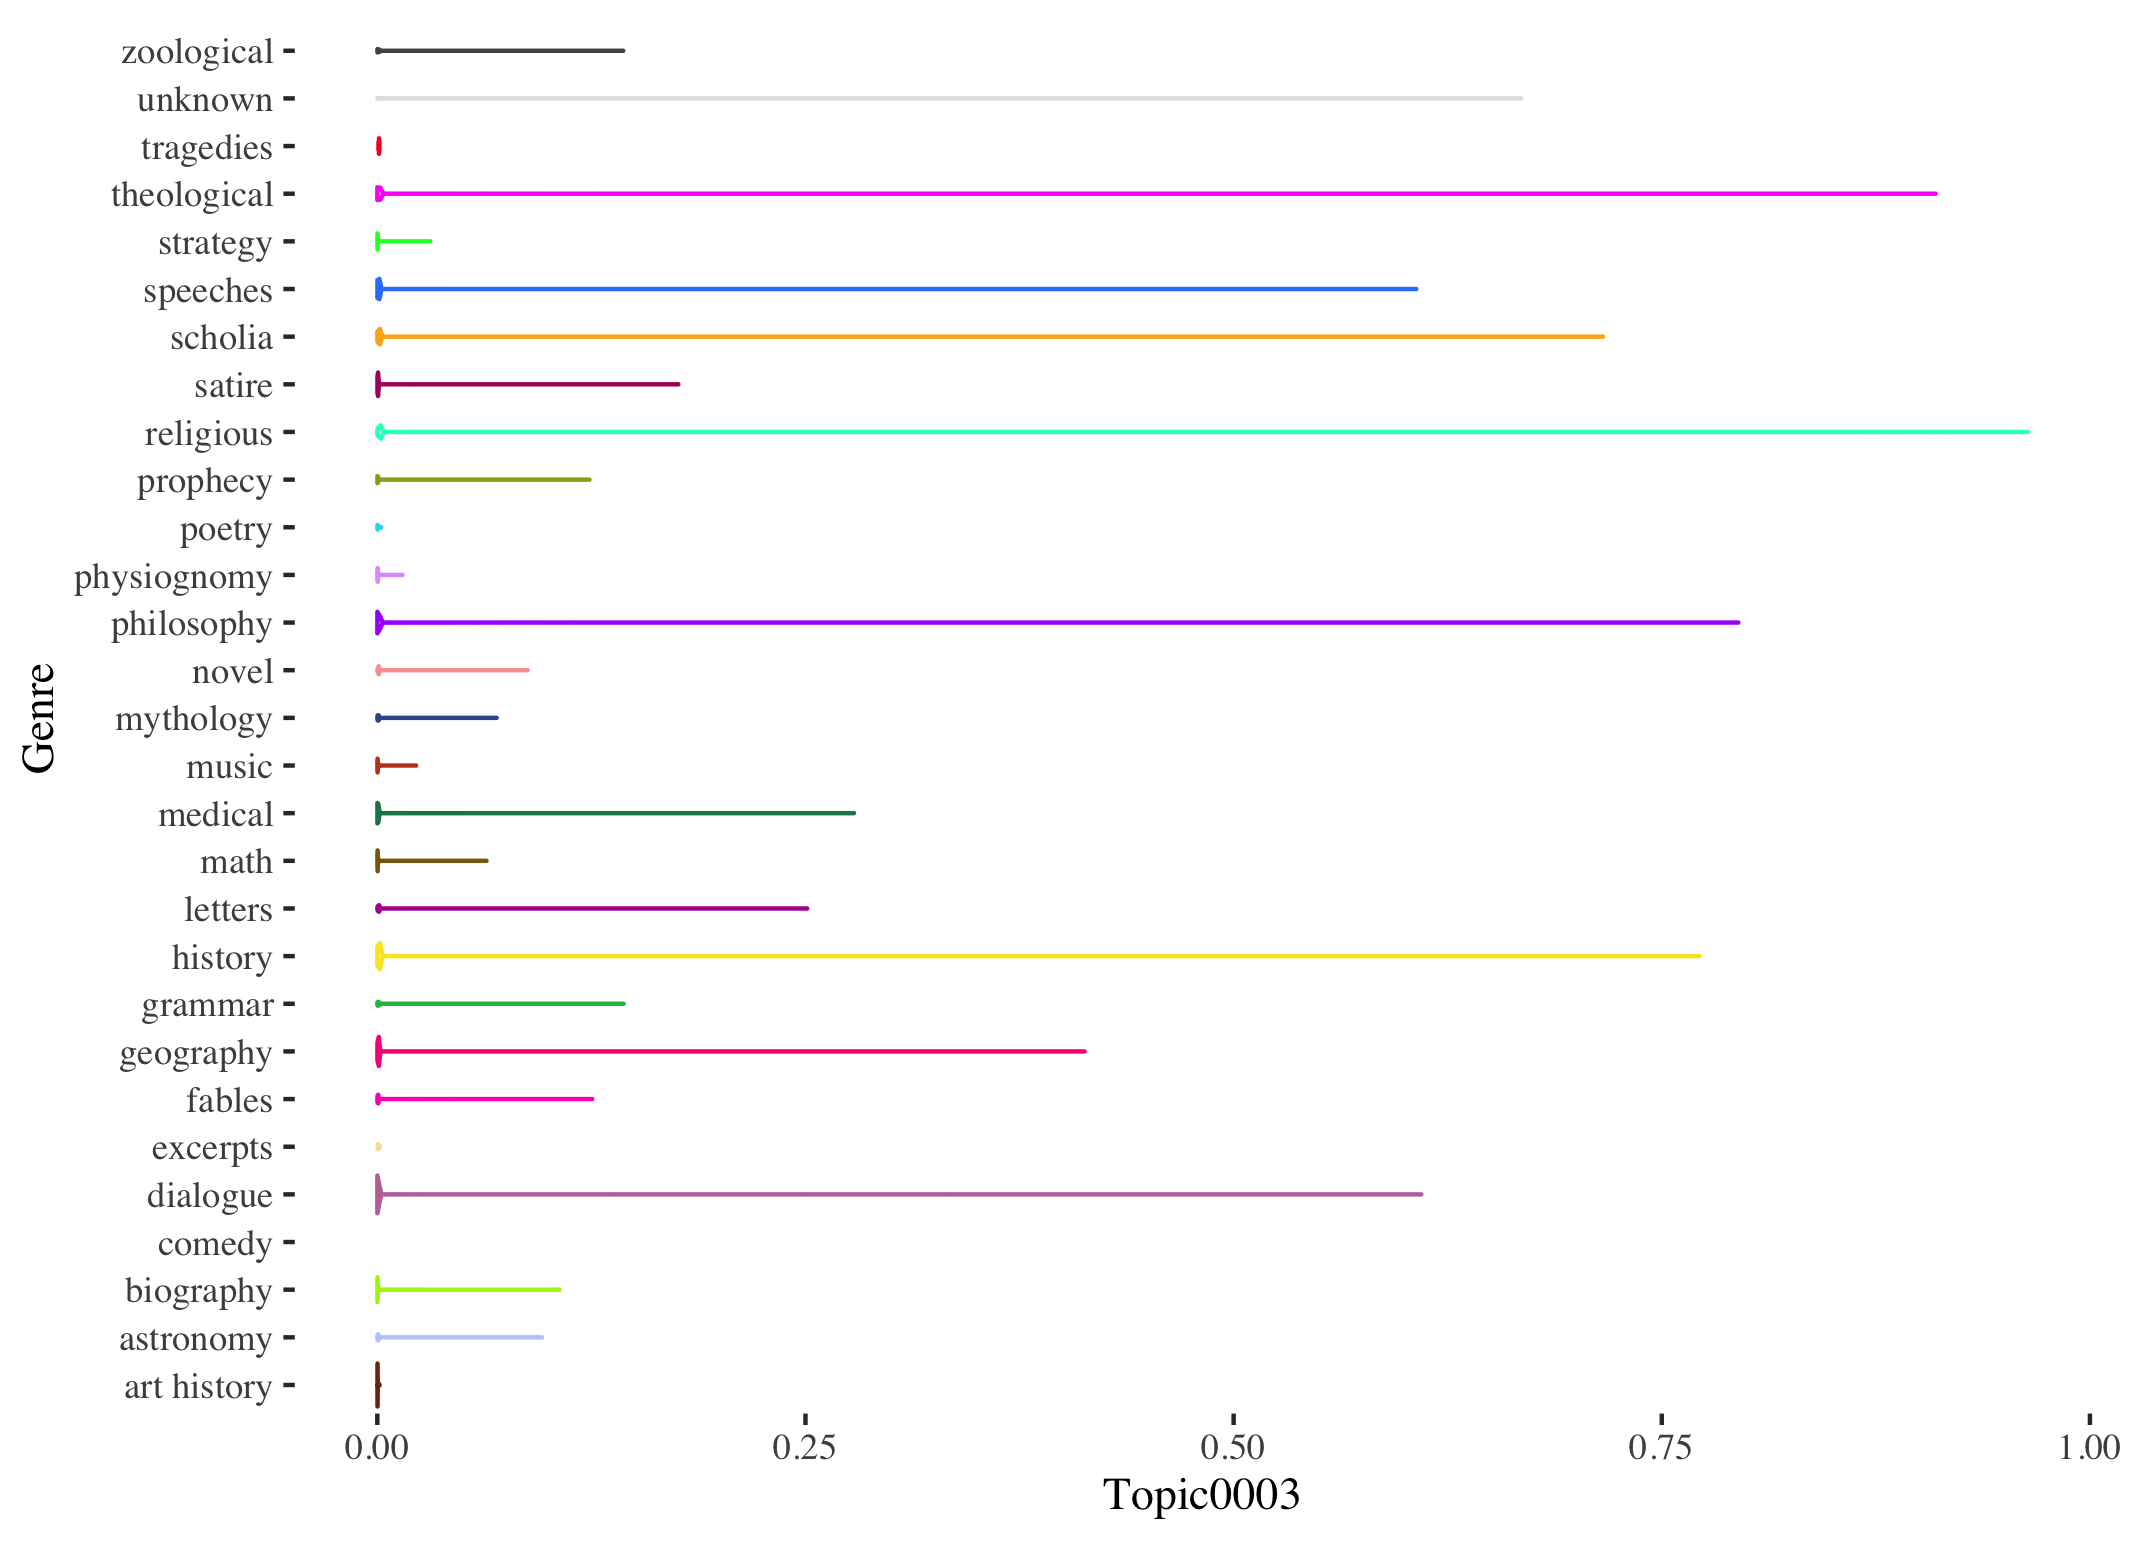 zoological
unknown
tragedies
theological
strategy
speeches
scholia
satire
religious
prophecy
poetry
physiognomy
philosophy
novel
mythology
music
medical
math
letters
history
grammar
geography
fables
excerpts
dialogue
comedy
biography
astronomy
art history
Genre
0.00 0.25 0.50 0.75 1.00
Topic0003